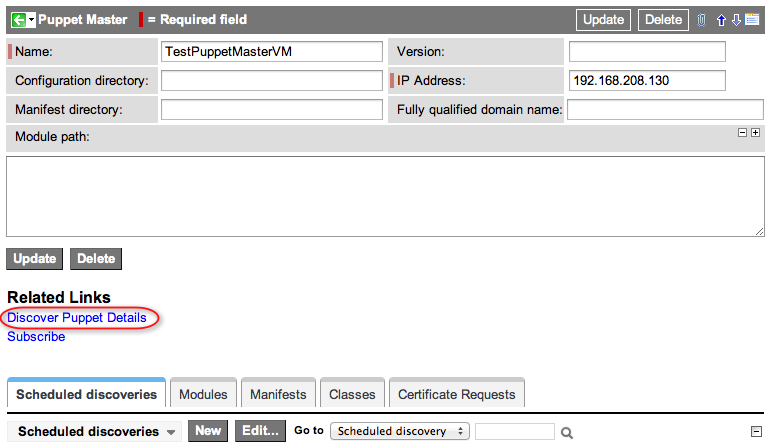 Puppet Master = Required field Update Delete
Name: TestPuppetMasterVM Version:
Configuration directory: IP Address: 192.168.208.130
Manifest directory: Fully qualified domain name:
Module path:
Update Delete
Related Links
Discover Puppet Details
Subscribe
Scheduled discoveries Modules Manifests Classes Certificate Requests
Scheduled discoveries New Edit... Go to Scheduled discovery